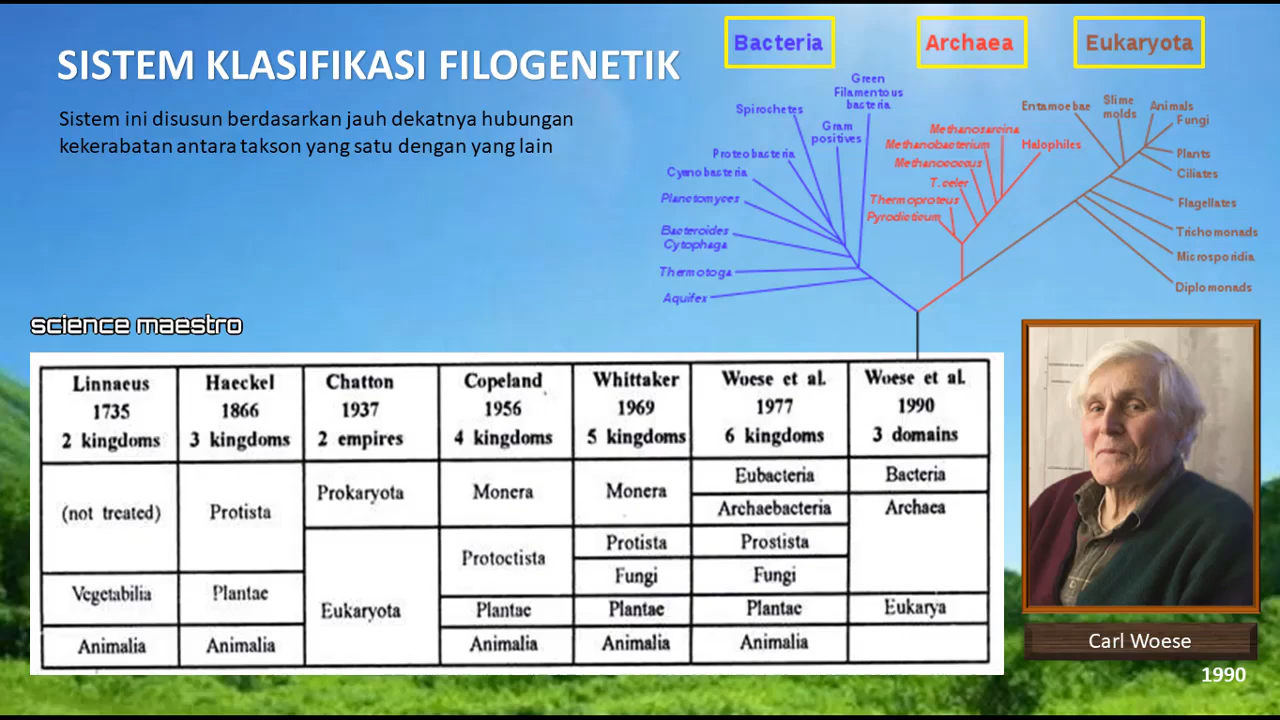 SISTEM KLASIFIKASI FILOGENETIK
Sistem ini disusun berdasarkan jauh dekatnya hubungan
kekerabatan antara takson yang satu dengan yang lain
Bacteria
Archaea
Eukaryota
Green
Filamentous
bacteria
Spirochetes
Gram
positives
Proteobacteria
Cyanobacteria
Planctomyces
Bacteroides
Cytophaga
Thermotoga
Aquifex
Methanosarcina
Methanobacterium
Halophiles
Methanococcus
T. celer
Thermoproteus
Pyrodicticum
Entamoebae
Slime
molds
Animals
Fungi
Plants
Ciliates
Flagellates
Trichomonads
Microsporidia
Diplomonads
science maestro
Linnaeus Haeckel Chatton Copeland Whittaker Woese et al. Woese et al.
1735 1866 1937 1956 1969 1977 1990
2 kingdoms 3 kingdoms 2 empires 4 kingdoms 5 kingdoms 6 kingdoms 3 domains
Eubacteria Bacteria
(not treated) Protista Prokaryota Monera Monera
Archaebacteria Archaea
Protoctista Protista Prostista
Fungi Fungi
Vegetabilia Plantae Eukaryota Plantae Plantae Plantae Eukarya
Animalia Animalia Animalia Animalia Animalia
Carl Woese
1990